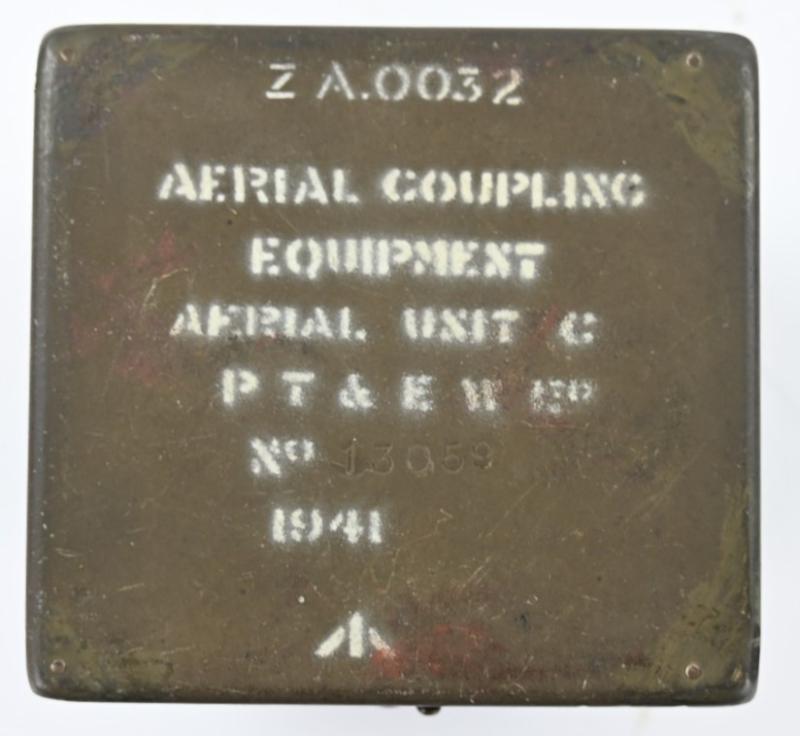 Z A.0032
AERIAL COUPLING
EQUIPMENT
AERIAL UNIT C
P T & E W Lᴰ
Nº 13059
1941